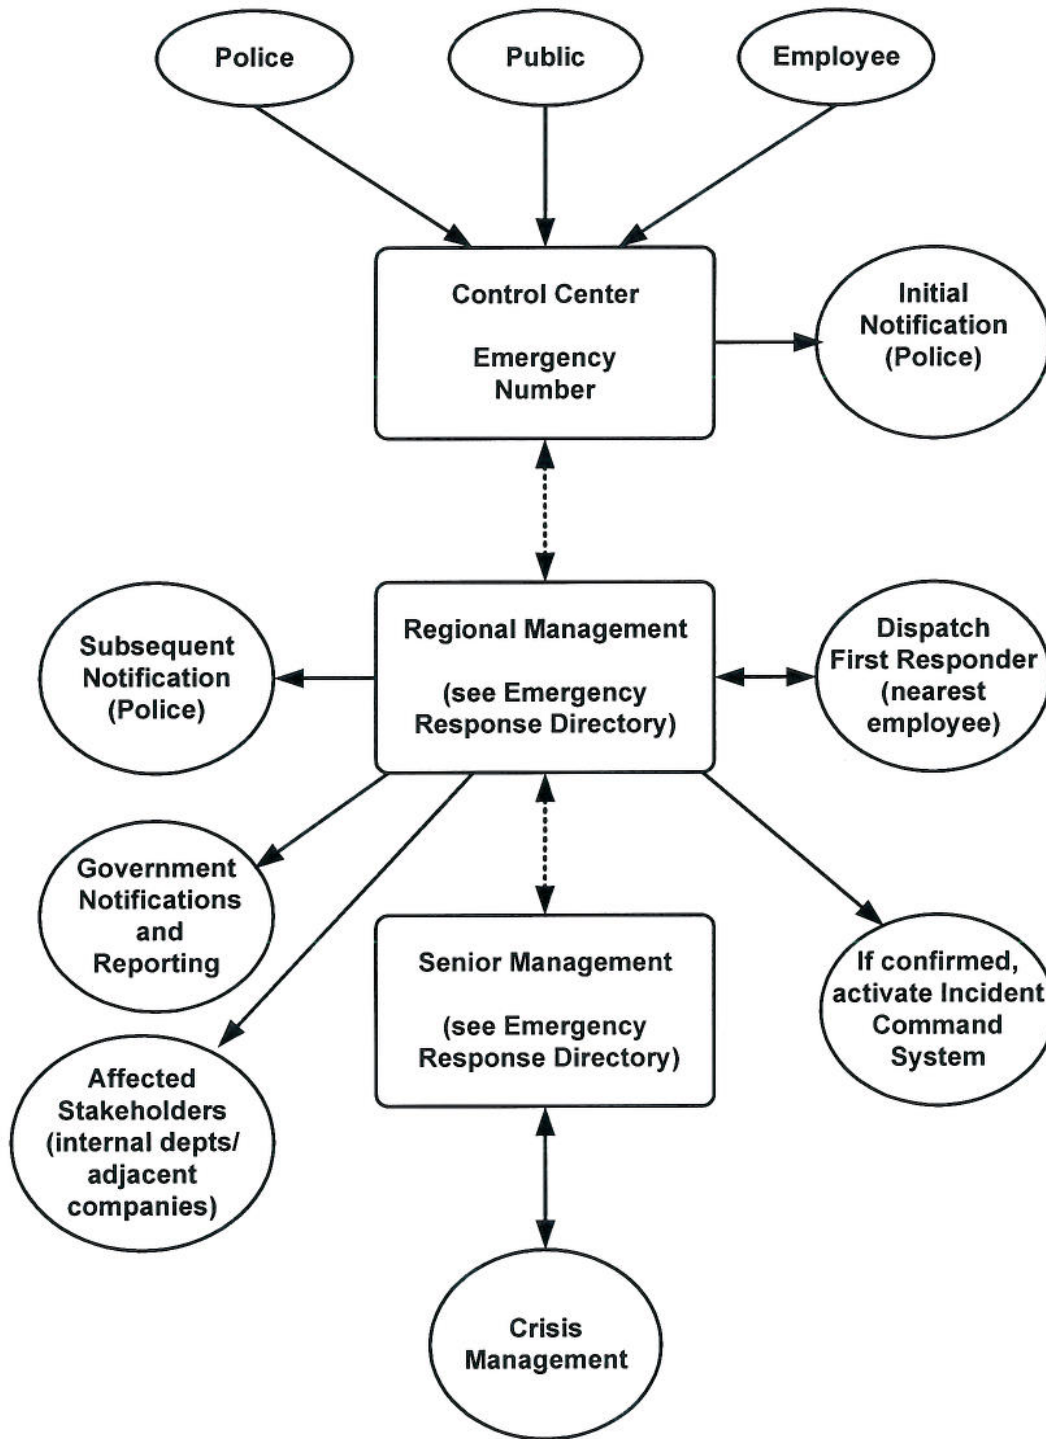 Police
Public
Employee
Control Center
Emergency
Number
Initial
Notification
(Police)
Subsequent
Notification
(Police)
Regional Management
(see Emergency
Response Directory)
Dispatch
First Responder
(nearest
employee)
Government
Notifications
and
Reporting
Senior Management
(see Emergency
Response Directory)
If confirmed,
activate Incident
Command
System
Affected
Stakeholders
(internal depts/
adjacent
companies)
Crisis
Management